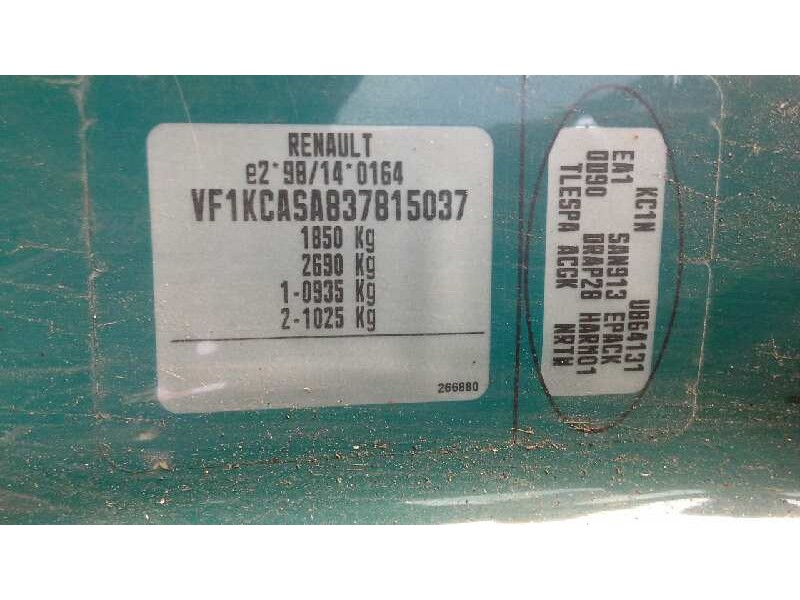 RENAULT
e2*98/14*0164
VF1KCASA837815037
1850 Kg
2690 Kg
1-0935 Kg
2-1025 Kg
266880
KC1N U864131
EA1 SAN913 EPACK
OD90 DRAP28 HARM01
TLESPA ACCK NRTH